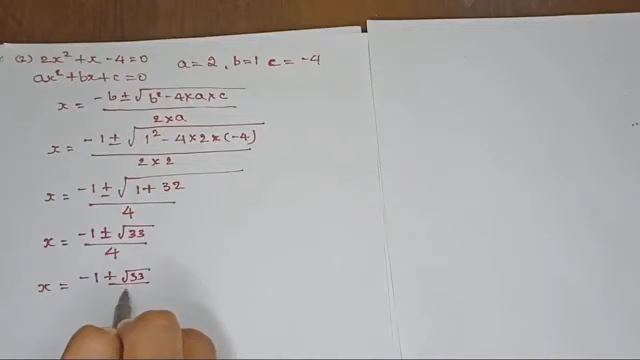 (2) 2x² + x - 4 = 0 a = 2, b = 1 c = -4
ax² + bx + c = 0
x = -b ± √b² - 4×a×c / 2×a
x = -1 ± √1² - 4×2×(-4) / 2×2
x = -1 ± √1 + 32 / 4
x = -1 ± √33 / 4
x = -1 + √33